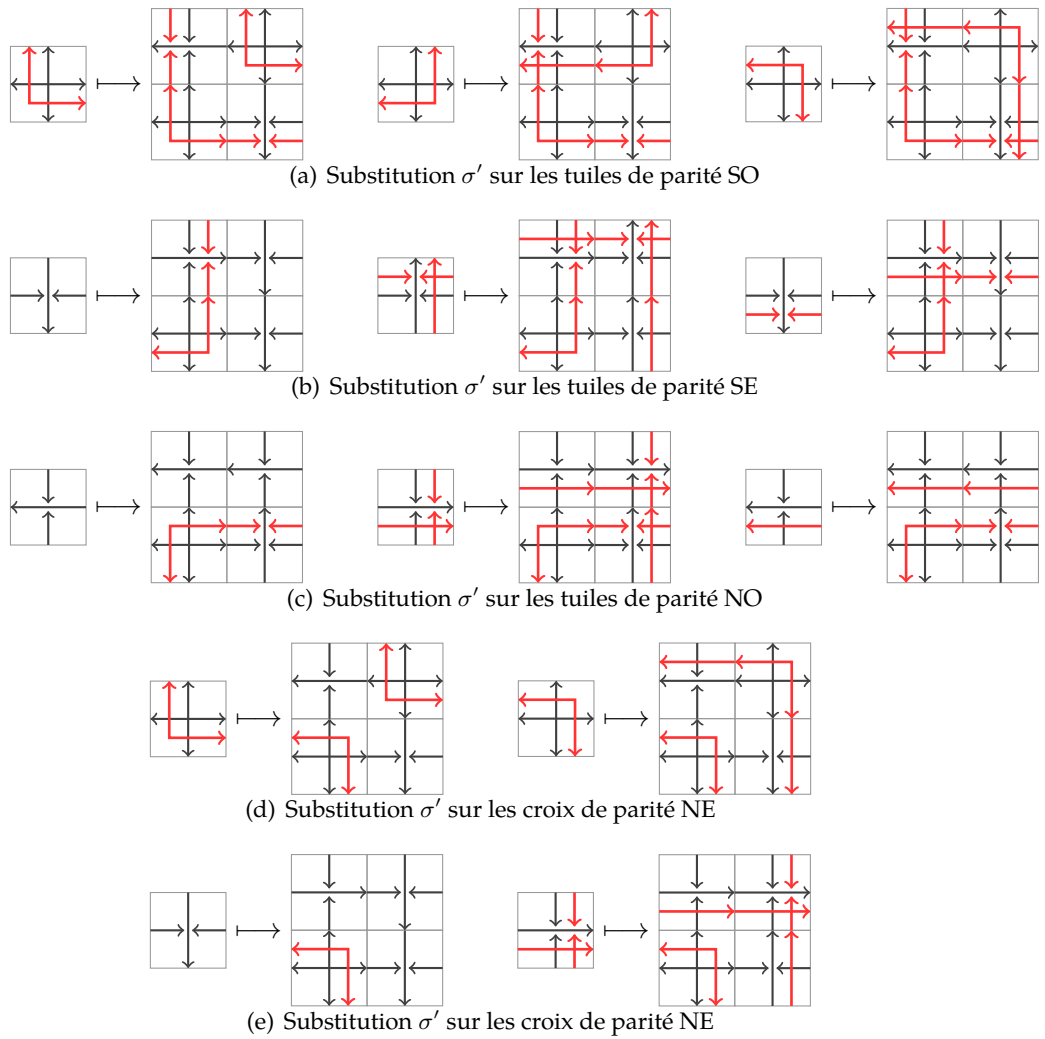 (a) Substitution σ′ sur les tuiles de parité SO
(b) Substitution σ′ sur les tuiles de parité SE
(c) Substitution σ′ sur les tuiles de parité NO
(d) Substitution σ′ sur les croix de parité NE
(e) Substitution σ′ sur les croix de parité NE